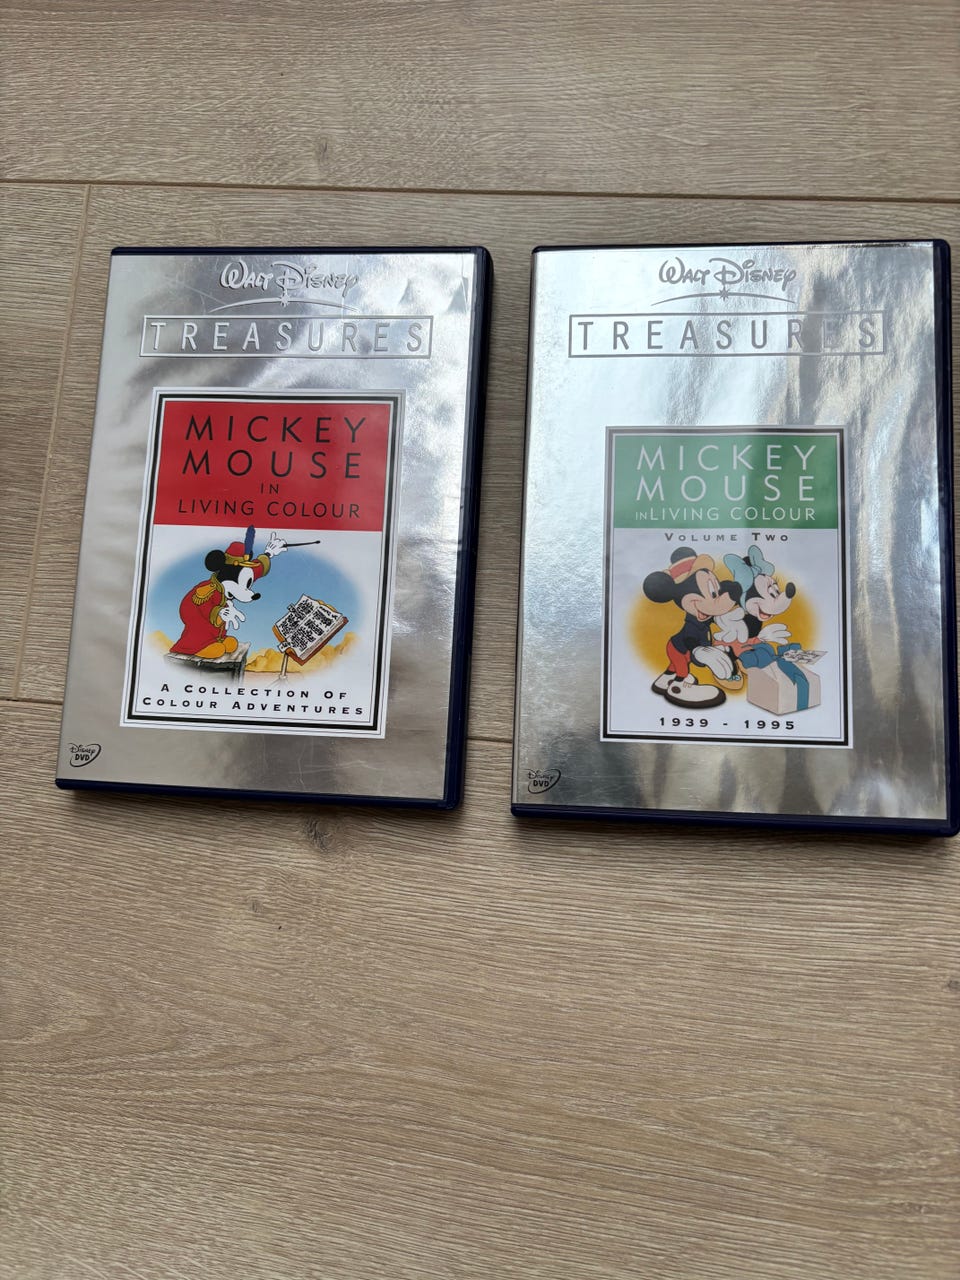 WALT DISNEY
TREASURES
MICKEY
MOUSE
IN
LIVING COLOUR
A COLLECTION OF
COLOUR ADVENTURES
Disney
DVD
WALT DISNEY
TREASURES
MICKEY
MOUSE
IN LIVING COLOUR
VOLUME TWO
1939 - 1995
Disney
DVD